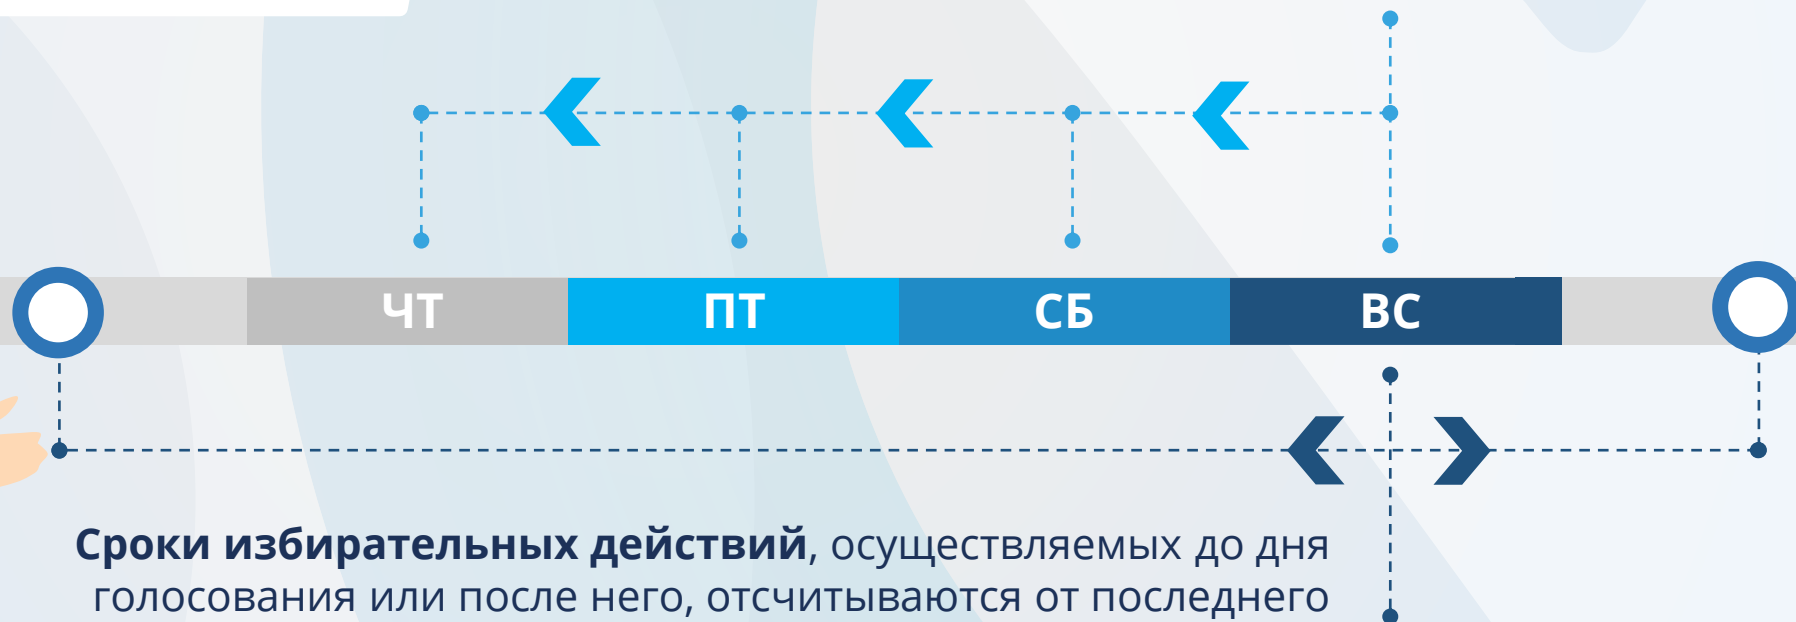 ЧТ ПТ СБ ВС
Сроки избирательных действий, осуществляемых до дня
голосования или после него, отсчитываются от последнего